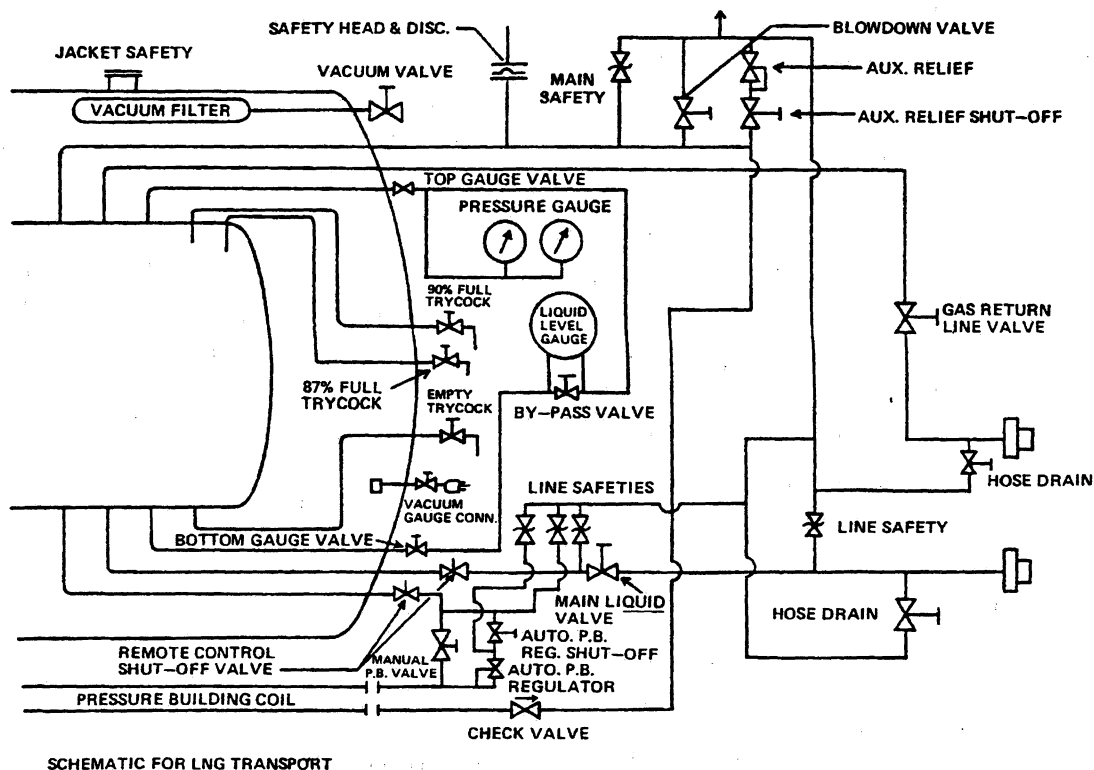 SAFETY HEAD & DISC.
BLOWDOWN VALVE
JACKET SAFETY
VACUUM VALVE
MAIN
SAFETY
AUX. RELIEF
VACUUM FILTER
AUX. RELIEF SHUT-OFF
TOP GAUGE VALVE
PRESSURE GAUGE
90% FULL
TRYCOCK
LIQUID
LEVEL
GAUGE
GAS RETURN
LINE VALVE
87% FULL
TRYCOCK
EMPTY
TRYCOCK
BY-PASS VALVE
HOSE DRAIN
LINE SAFETIES
VACUUM
GAUGE CONN.
LINE SAFETY
BOTTOM GAUGE VALVE
MAIN LIQUID
VALVE
HOSE DRAIN
REMOTE CONTROL
SHUT-OFF VALVE
MANUAL
P.B. VALVE
AUTO. P.B.
REG. SHUT-OFF
AUTO. P.B.
REGULATOR
PRESSURE BUILDING COIL
CHECK VALVE
SCHEMATIC FOR LNG TRANSPORT